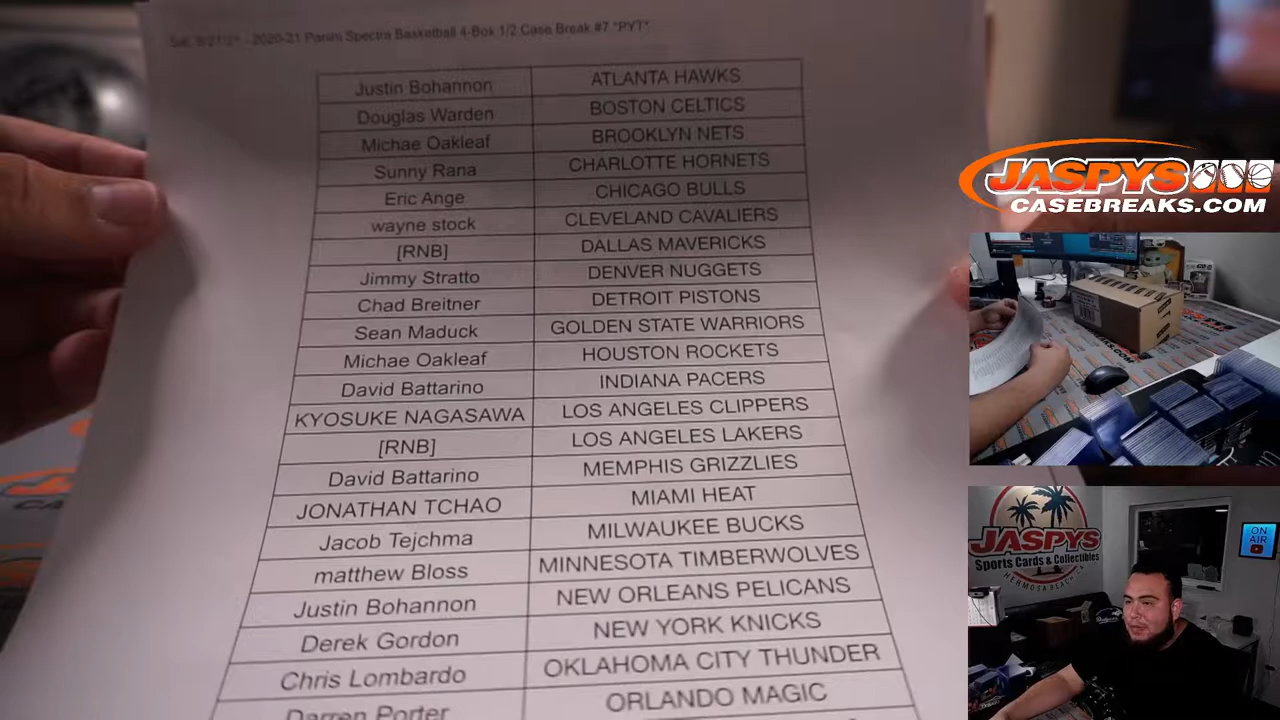 - 2020-21 Panini Spectra Basketball 4-Box 1/2 Case Break #7 *PYT*
Justin Bohannon ATLANTA HAWKS
Douglas Warden BOSTON CELTICS
Michae Oakleaf BROOKLYN NETS
Sunny Rana CHARLOTTE HORNETS
Eric Ange CHICAGO BULLS
wayne stock CLEVELAND CAVALIERS
[RNB] DALLAS MAVERICKS
Jimmy Stratto DENVER NUGGETS
Chad Breitner DETROIT PISTONS
Sean Maduck GOLDEN STATE WARRIORS
Michae Oakleaf HOUSTON ROCKETS
David Battarino INDIANA PACERS
KYOSUKE NAGASAWA LOS ANGELES CLIPPERS
[RNB] LOS ANGELES LAKERS
David Battarino MEMPHIS GRIZZLIES
JONATHAN TCHAO MIAMI HEAT
Jacob Tejchma MILWAUKEE BUCKS
matthew Bloss MINNESOTA TIMBERWOLVES
Justin Bohannon NEW ORLEANS PELICANS
Derek Gordon NEW YORK KNICKS
Chris Lombardo OKLAHOMA CITY THUNDER
Darren Porter ORLANDO MAGIC
JASPYS
CASEBREAKS.COM
JASPYS
Sports Cards & Collectibles
HERMOSA BEACH, CA
ON
AIR